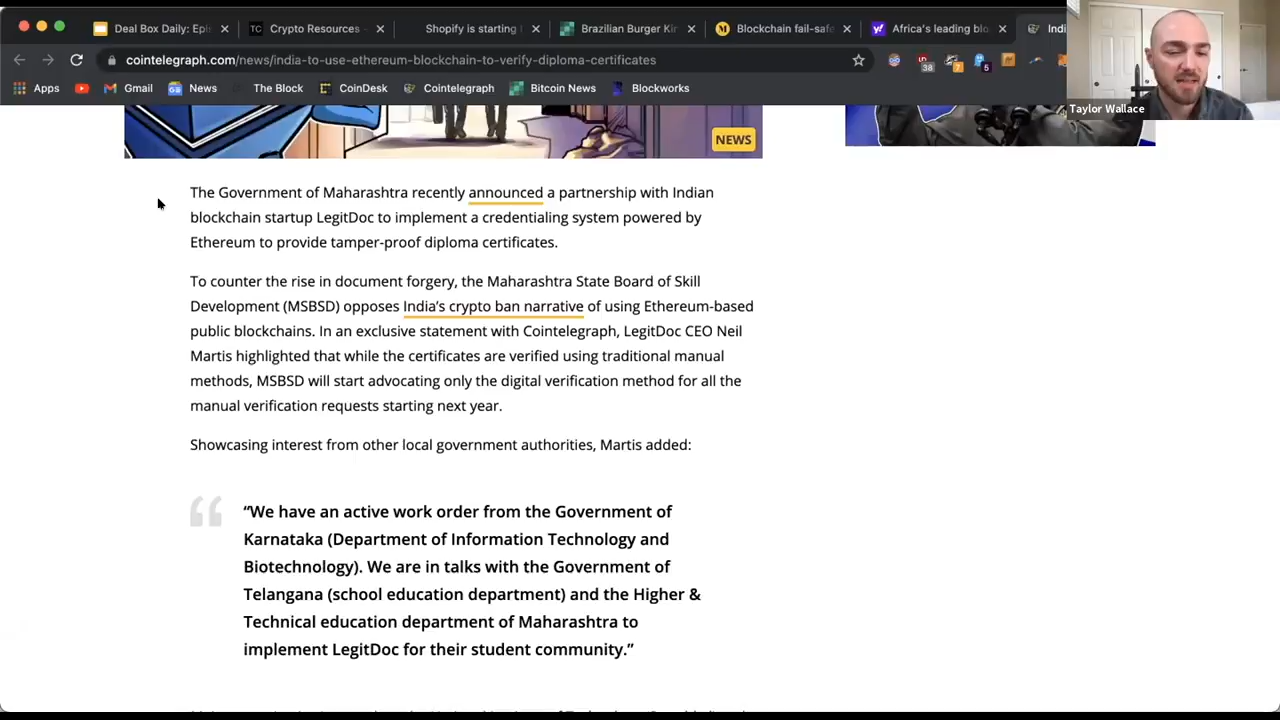 Deal Box Daily: Epi
Crypto Resources
Shopify is starting
Brazilian Burger Kin
Blockchain fail-safe
Africa's leading blo
Indi
cointelegraph.com/news/india-to-use-ethereum-blockchain-to-verify-diploma-certificates
38
7
5
Apps
Gmail
News
The Block
CoinDesk
Cointelegraph
Bitcoin News
Blockworks
Taylor Wallace
NEWS
The Government of Maharashtra recently announced a partnership with Indian
blockchain startup LegitDoc to implement a credentialing system powered by
Ethereum to provide tamper-proof diploma certificates.
To counter the rise in document forgery, the Maharashtra State Board of Skill
Development (MSBSD) opposes India's crypto ban narrative of using Ethereum-based
public blockchains. In an exclusive statement with Cointelegraph, LegitDoc CEO Neil
Martis highlighted that while the certificates are verified using traditional manual
methods, MSBSD will start advocating only the digital verification method for all the
manual verification requests starting next year.
Showcasing interest from other local government authorities, Martis added:
“We have an active work order from the Government of
Karnataka (Department of Information Technology and
Biotechnology). We are in talks with the Government of
Telangana (school education department) and the Higher &
Technical education department of Maharashtra to
implement LegitDoc for their student community.”